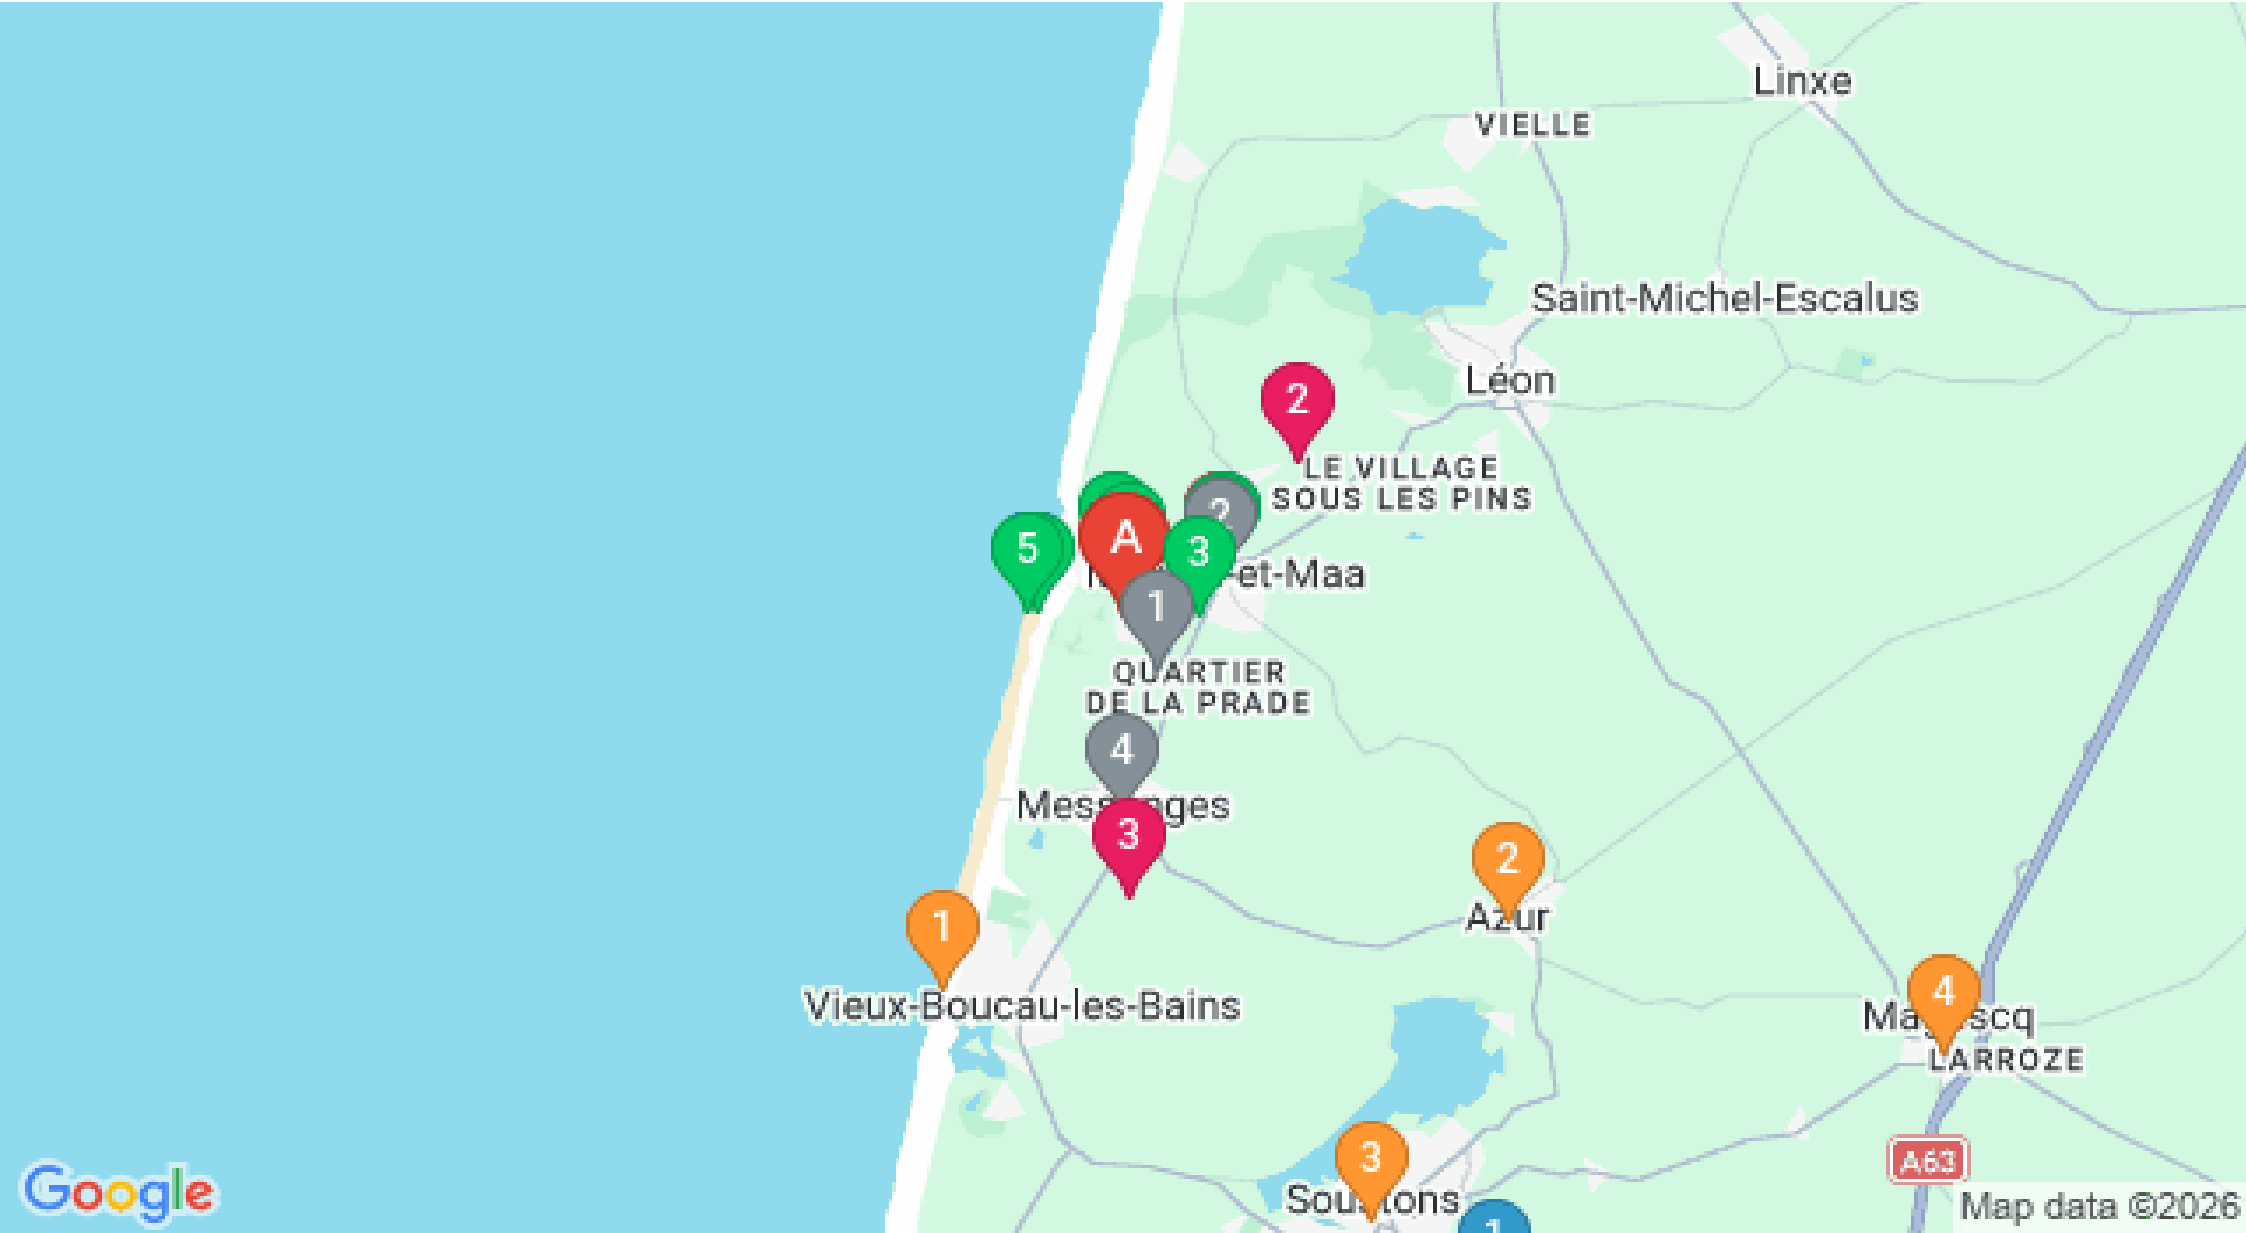 Linxe
VIELLE
Saint-Michel-Escalus
Léon
2
LE VILLAGE
SOUS LES PINS
2
5
A
3
-et-Maa
1
QUARTIER
DE LA PRADE
4
3
2
Azur
1
Vieux-Boucau-les-Bains
4
LARROZE
3
A63
1
Google
Map data ©2026